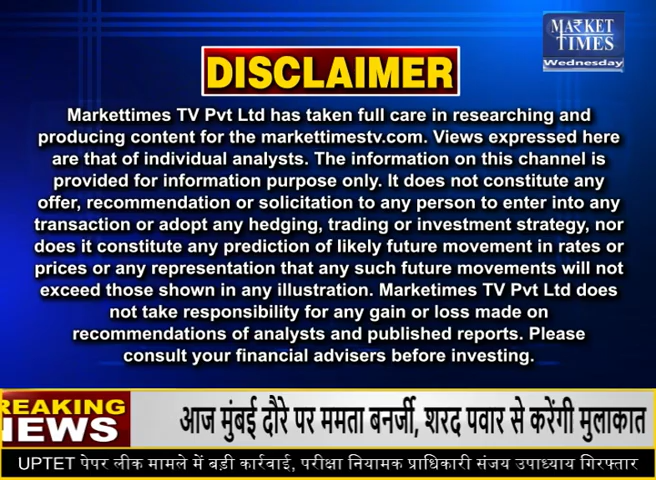 MARKET
TIMES
Wednesday
DISCLAIMER
Markettimes TV Pvt Ltd has taken full care in researching and
producing content for the markettimestv.com. Views expressed here
are that of individual analysts. The information on this channel is
provided for information purpose only. It does not constitute any
offer, recommendation or solicitation to any person to enter into any
transaction or adopt any hedging, trading or investment strategy, nor
does it constitute any prediction of likely future movement in rates or
prices or any representation that any such future movements will not
exceed those shown in any illustration. Marketimes TV Pvt Ltd does
not take responsibility for any gain or loss made on
recommendations of analysts and published reports. Please
consult your financial advisers before investing.
REAKING
NEWS
आज मुंबई दौरे पर ममता बनर्जी, शरद पवार से करेंगी मुलाकात
UPTET पेपर लीक मामले में बड़ी कार्रवाई, परीक्षा नियामक प्राधिकारी संजय उपाध्याय गिरफ्तार